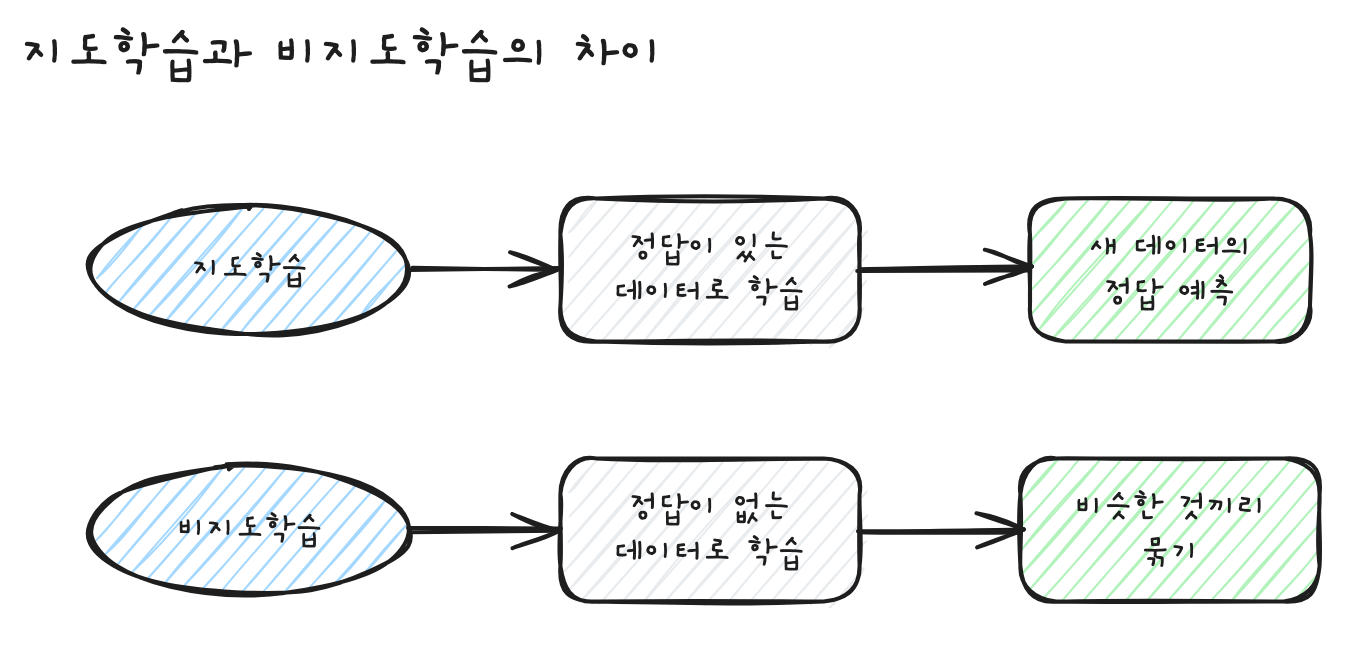 지도학습과 비지도학습의 차이
지도학습
정답이 있는
데이터로 학습
새 데이터의
정답 예측
비지도학습
정답이 없는
데이터로 학습
비슷한 것끼리
묶기